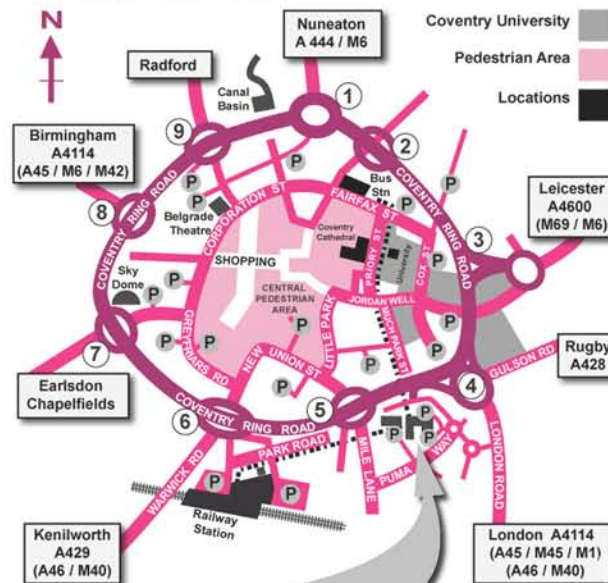 N
Nuneaton
A 444 / M6
Coventry University
Pedestrian Area
Locations
Radford
Canal
Basin
1
9
2
Birmingham
A4114
(A45 / M6 / M42)
P
P
P
Bus
Stn
P
COVENTRY RING ROAD
Leicester
A4600
(M69 / M6)
8
COVENTRY RING ROAD
Belgrade
Theatre
CORPORATION ST
FAIRFAX ST
Coventry
Cathedral
PRIORY ST
University
COX ST
3
P
SHOPPING
Sky
Dome
P
P
P
CENTRAL
PEDESTRIAN
AREA
P
JORDAN WELL
LITTLE PARK
MUCH PARK ST
P
7
GREYFRIARS RD
P
P
NEW UNION ST
P
P
P
GULSON RD
Rugby
A428
Earlsdon
Chapelfields
4
6
COVENTRY RING ROAD
5
P
P
P
PARK ROAD
MILE LANE
PUMA WAY
LONDON ROAD
WARWICK RD
P
P
Railway
Station
Kenilworth
A429
(A46 / M40)
London A4114
(A45 / M45 / M1)
(A46 / M40)